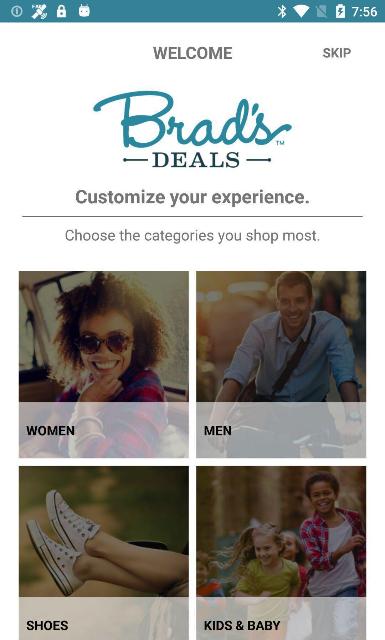 7:56
WELCOME
SKIP
Brad's™
DEALS
Customize your experience.
Choose the categories you shop most.
WOMEN
MEN
SHOES
KIDS & BABY